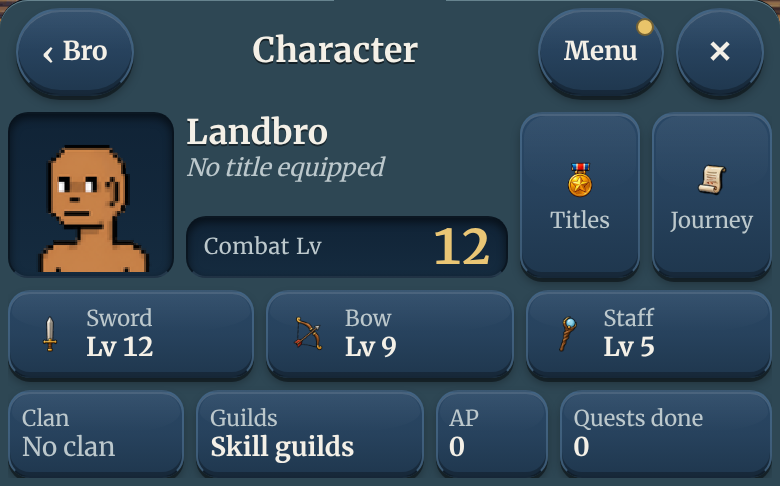 ‹ Bro
Character
Menu
×
Landbro
No title equipped
Combat Lv
12
Titles
Journey
Sword
Lv 12
Bow
Lv 9
Staff
Lv 5
Clan
No clan
Guilds
Skill guilds
AP
0
Quests done
0